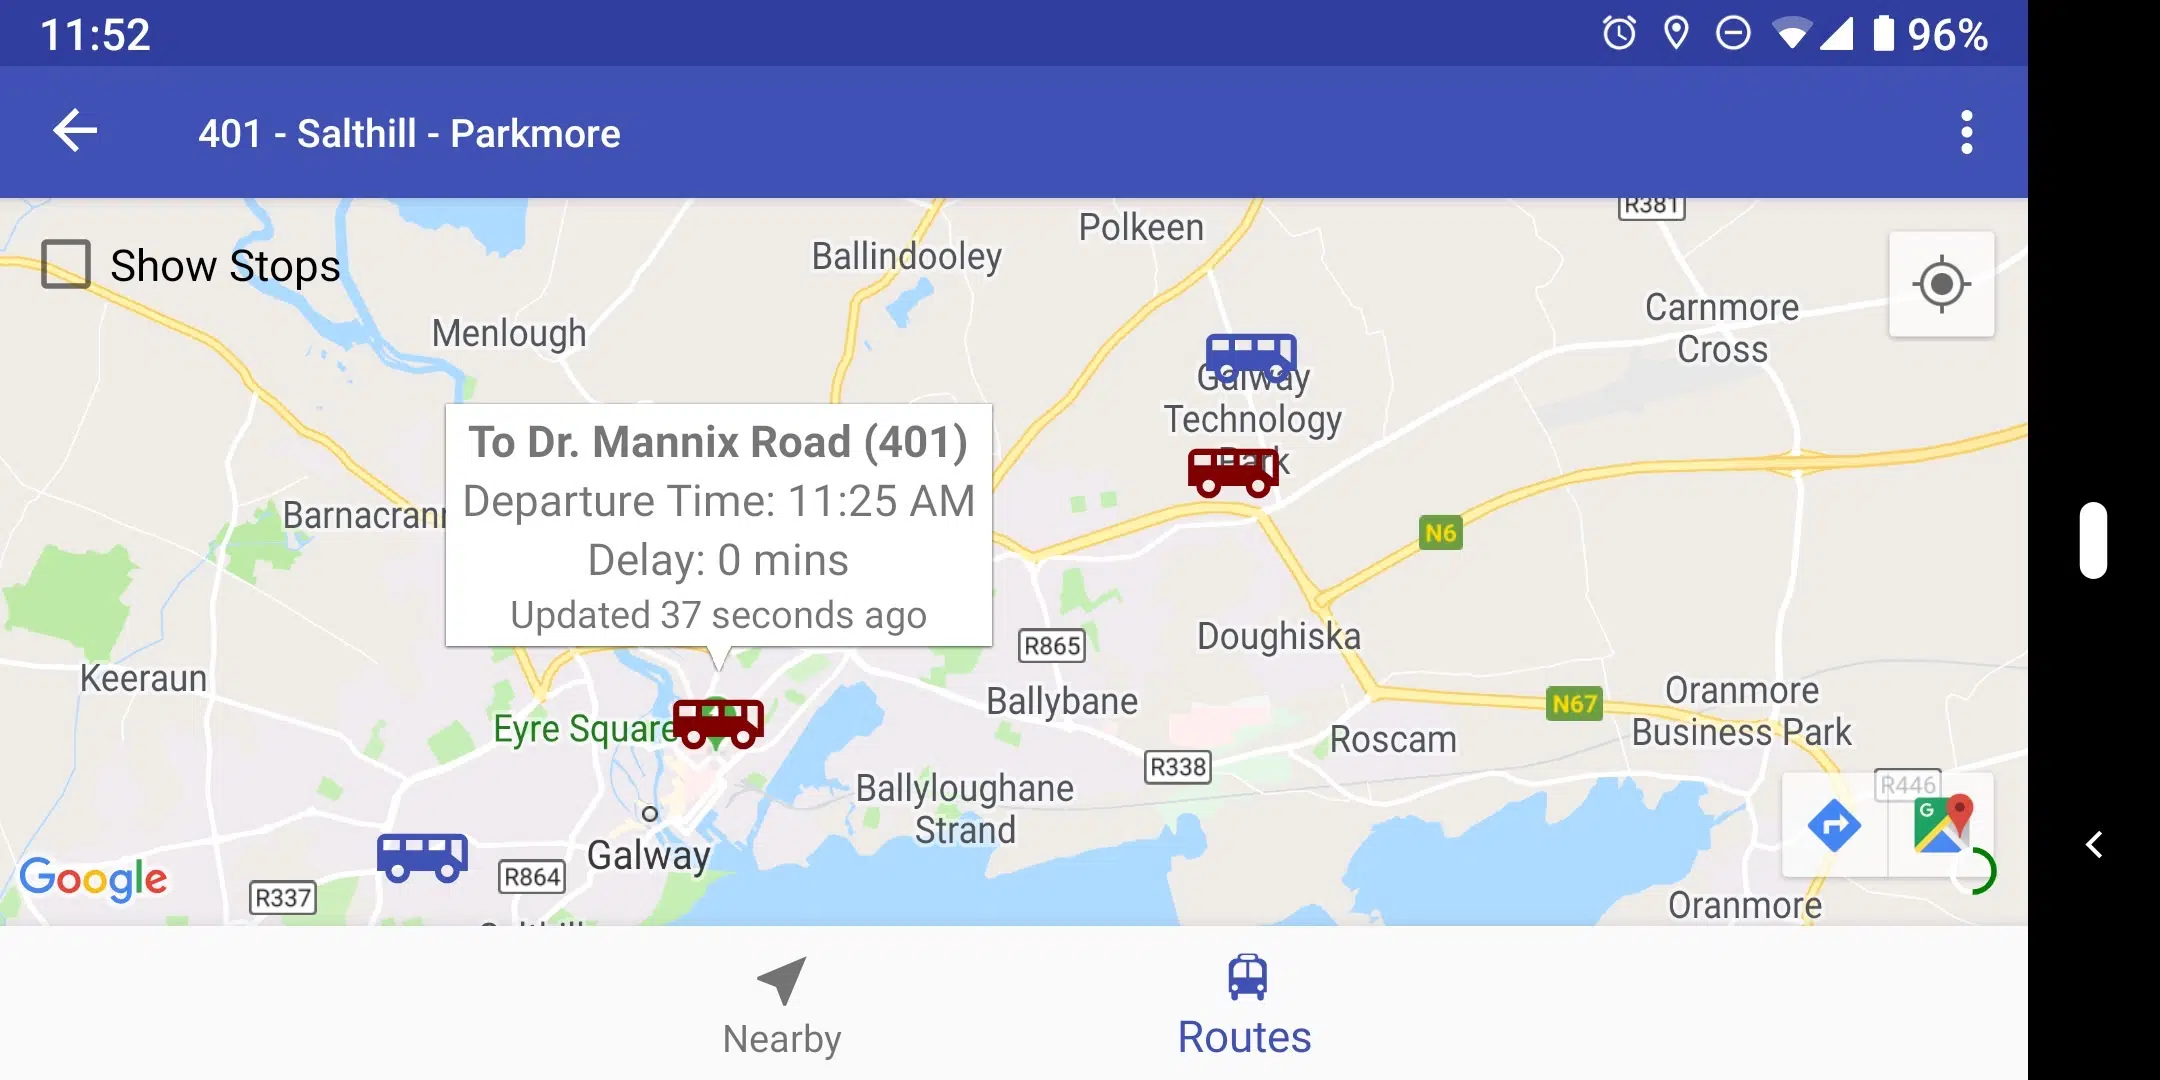 11:52
96%
401 - Salthill - Parkmore
Show Stops
R381
Polkeen
Ballindooley
Menlough
Carnmore
Cross
Galway
Technology
Park
To Dr. Mannix Road (401)
Departure Time: 11:25 AM
Delay: 0 mins
Updated 37 seconds ago
N6
R865
Doughiska
Keeraun
Ballybane
N67
Oranmore
Business Park
Eyre Square
Roscam
R338
R446
G
Ballyloughane
Strand
Galway
R864
R337
Google
Oranmore
Nearby
Routes